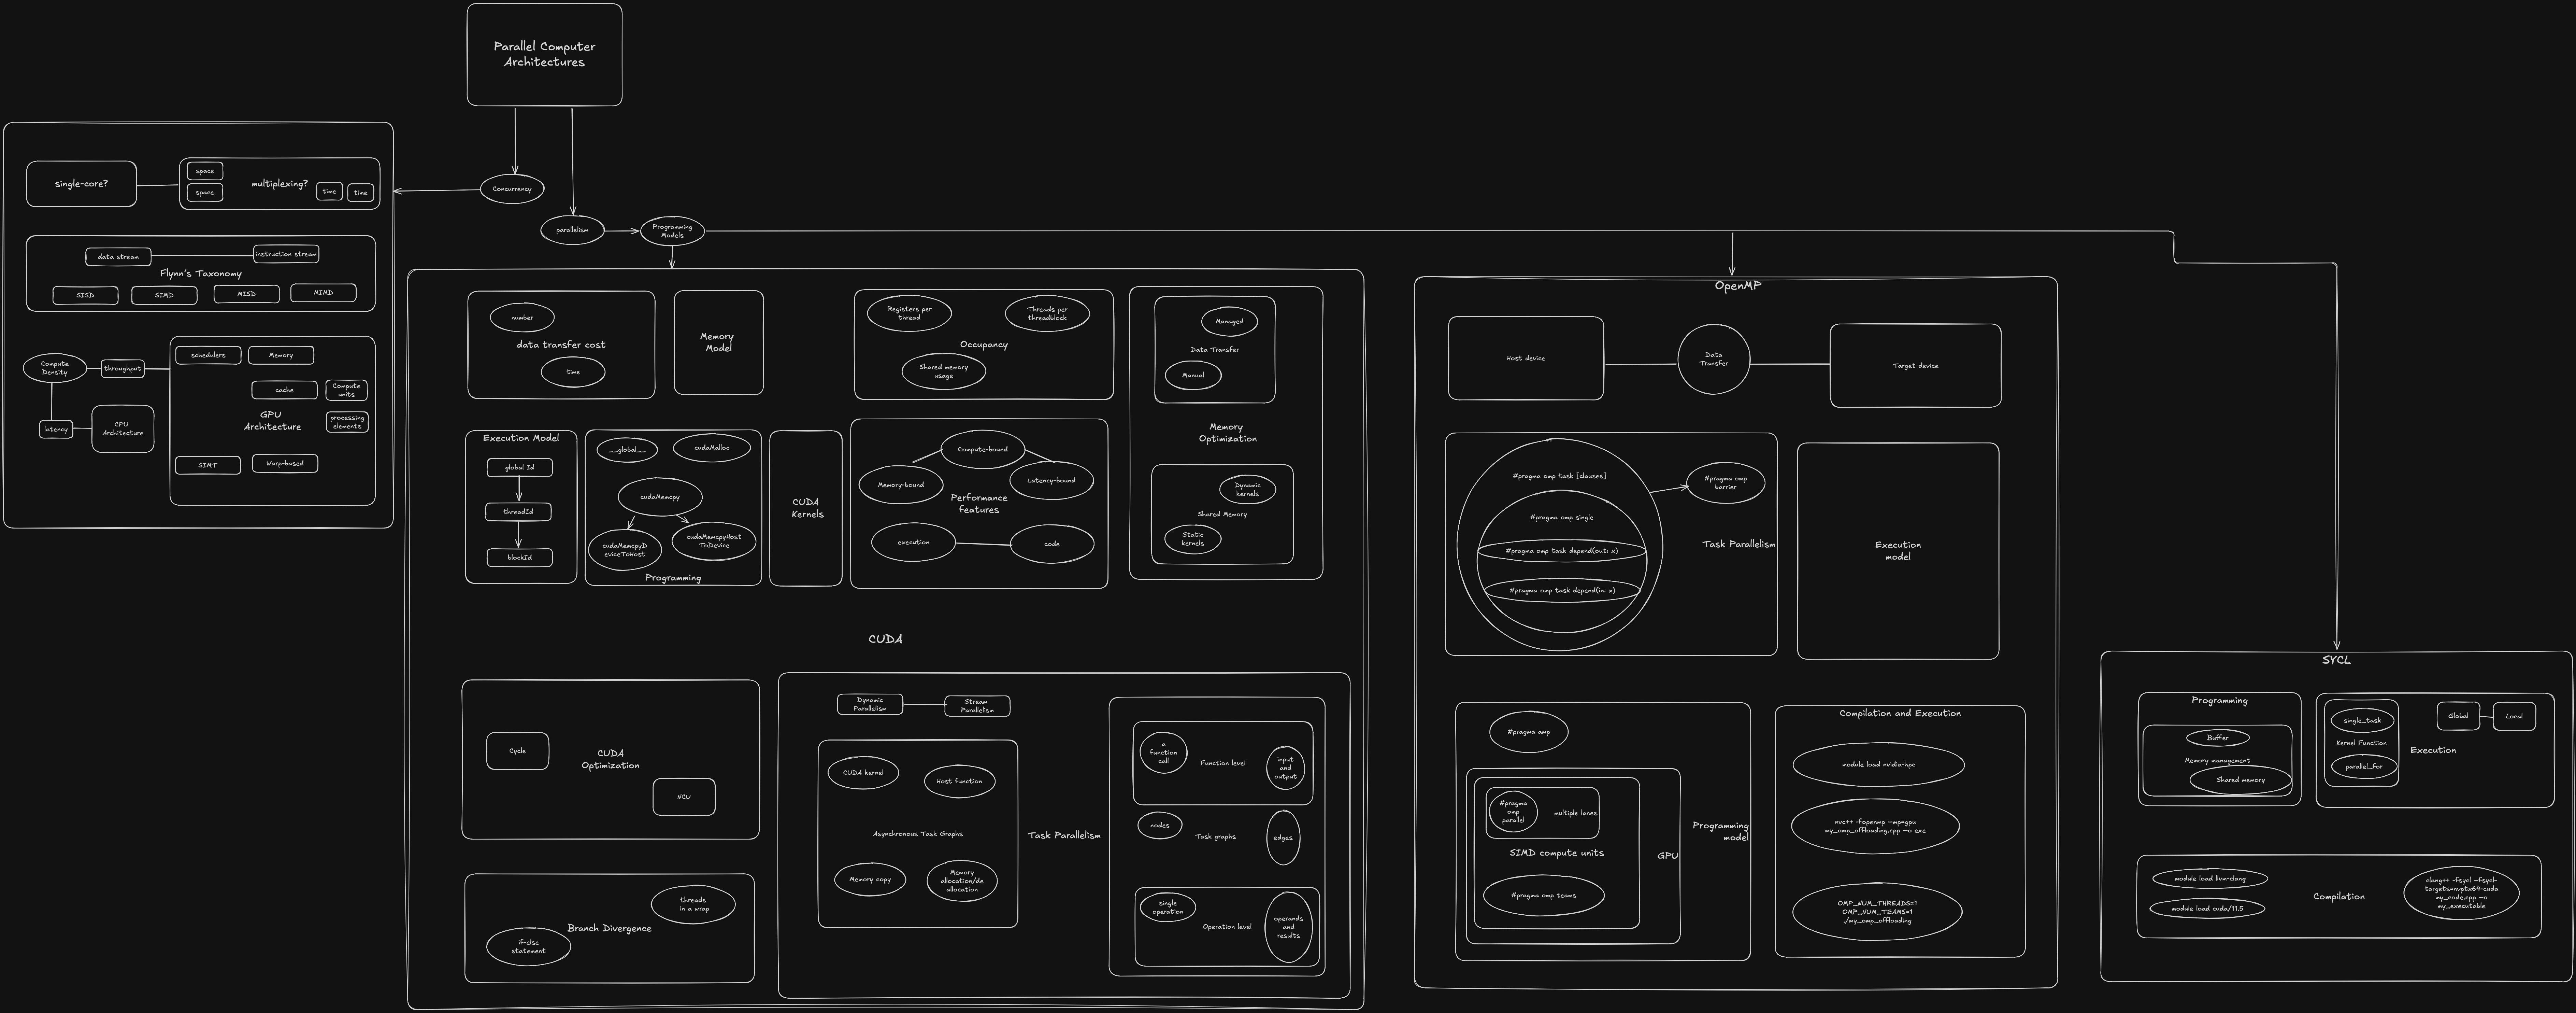 Parallel Computer
Architectures
Concurrency
parallelism
Programming
Models
single-core?
space
space
multiplexing?
time
time
data stream
instruction stream
Flynn's Taxonomy
SISD
SIMD
MISD
MIMD
Compute
Density
throughput
latency
CPU
Architecture
schedulers
Memory
cache
Compute
units
GPU
Architecture
processing
elements
SIMT
Warp-based
number
data transfer cost
time
Memory
Model
Registers per
thread
Threads per
threadblock
Occupancy
Shared memory
usage
Managed
Data Transfer
Manual
Memory
Optimization
Dynamic
kernels
Shared Memory
Static
kernels
Execution Model
global Id
threadId
blockId
__global__
cudaMalloc
cudaMemcpy
cudaMemcpyD
eviceToHost
cudaMemcpyHost
ToDevice
Programming
CUDA
Kernels
Compute-bound
Memory-bound
Latency-bound
Performance
features
execution
code
CUDA
Cycle
CUDA
Optimization
NCU
threads
in a wrap
Branch Divergence
if-else
statement
Dynamic
Parallelism
Stream
Parallelism
CUDA kernel
Host function
Asynchronous Task Graphs
Memory copy
Memory
allocation/de
allocation
Task Parallelism
a
function
call
Function level
input
and
output
nodes
Task graphs
edges
single
operation
Operation level
operands
and
results
OpenMP
Host device
Data
Transfer
Target device
#pragma omp task [clauses]
#pragma omp single
#pragma omp task depend(out: x)
#pragma omp task depend(in: x)
#pragma omp
barrier
Task Parallelism
Execution
model
#pragma amp
#pragma
omp
parallel
multiple lanes
SIMD compute units
#pragma omp teams
GPU
Programming
model
Compilation and Execution
module load nvidia-hpc
nvc++ -fopenmp —mp=gpu
my_omp_offloading.cpp —o exe
OMP_NUM_THREADS=1
OMP_NUM_TEAMS=1
./my_omp_offloading
SYCL
Programming
Buffer
Memory management
Shared memory
single_task
Kernel Function
parallel_for
Global
Local
Execution
module load llvm-clang
module load cuda/11.5
Compilation
clang++ -fsycl —fsycl-
targets=nvptx64-cuda
my_code.cpp —o
my_executable